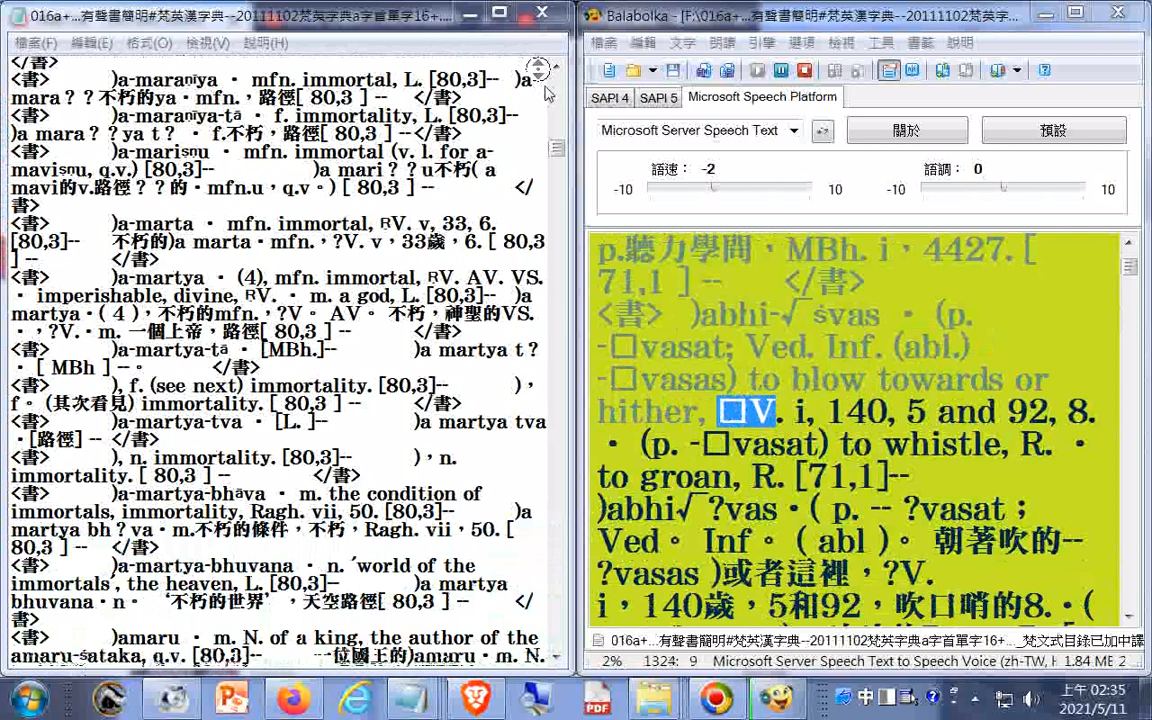 016a+...有聲書簡明#梵英漢字典--20111102梵英字典a字首單字16+...
檔案(F) 編輯(E) 格式(O) 檢視(V) 說明(H)
</書>
<書> )a-maraṇīya • mfn. immortal, L. [80,3]-- )a
mara？？不朽的ya•mfn.，路徑[ 80,3 ] -- </書>
<書> )a-maraṇīya-tā • f. immortality, L. [80,3]--
)a mara？？ya t？ • f.不朽，路徑[ 80,3 ] --</書>
<書> )a-mariṣṇu • mfn. immortal (v. l. for a-
maviṣṇu, q.v.) [80,3]-- )a mari？？u不朽( a
mavi的v.路徑？？的•mfn.u，q.v。) [ 80,3 ] -- </
書>
<書> )a-marta • mfn. immortal, ṚV. v, 33, 6.
[80,3]-- 不朽的)a marta•mfn.，?V. v，33歲，6. [ 80,3
] -- </書>
<書> )a-martya • (4), mfn. immortal, ṚV. AV. VS.
• imperishable, divine, ṚV. • m. a god, L. [80,3]-- )a
martya•( 4 )，不朽的mfn.，?V。 AV。 不朽，神聖的VS.
•，?V.•m. 一個上帝，路徑[ 80,3 ] -- </書>
<書> )a-martya-tā • [MBh.]-- )a martya t？
•[ MBh ] -- </書>
<書> ), f. (see next) immortality. [80,3]-- )，
f。(其次看見) immortality. [ 80,3 ] -- </書>
<書> )a-martya-tva • [L. ]-- )a martya tva
•[路徑] -- </書>
<書> ), n. immortality. [80,3]-- )，n.
immortality. [ 80,3 ] -- </書>
<書> )a-martya-bhāva • m. the condition of
immortals, immortality, Ragh. vii, 50. [80,3]-- )a
martya bh？va•m.不朽的條件，不朽，Ragh. vii，50. [
80,3 ] -- </書>
<書> )a-martya-bhuvana • n. 'world of the
immortals', the heaven, L. [80,3]-- )a martya
bhuvana•n。 ‘不朽的世界’，天空路徑[ 80,3 ] -- </
書>
<書> )amaru • m. N. of a king, the author of the
amaru-śataka, q.v. [80,3]-- 一位國王的)amaru•m. N.
Balabolka - [F:\016a+...有聲書簡明#梵英漢字典--20111102梵英字...
檔案 編輯 文字 朗讀 引擎 選項 檢視 工具 書籤 說明
SAPI 4 SAPI 5 Microsoft Speech Platform
Microsoft Server Speech Text 關於 預設
語速： -2 語調： 0
-10 10 -10 10
p.聽力學問，MBh. i，4427. [
71,1 ] -- </書>
<書> )abhi-√ śvas • (p.
-□vasat; Ved. Inf. (abl.)
-□vasas) to blow towards or
hither, □V. i, 140, 5 and 92, 8.
• (p. -□vasat) to whistle, R. •
to groan, R. [71,1]--
)abhi√ ?vas•( p. -- ?vasat；
Ved。 Inf。( abl )。 朝著吹的--
?vasas )或者這裡，?V.
i，140歲，5和92，吹口哨的8.•(
016a+...有聲書簡明#梵英漢字典--20111102梵英字典a字首單字16+..._梵文式目錄已加中譯
2% 1324: 9 Microsoft Server Speech Text to Speech Voice (zh-TW, H 1.84 ME 2
PDF
中
上午 02:35
2021/5/11